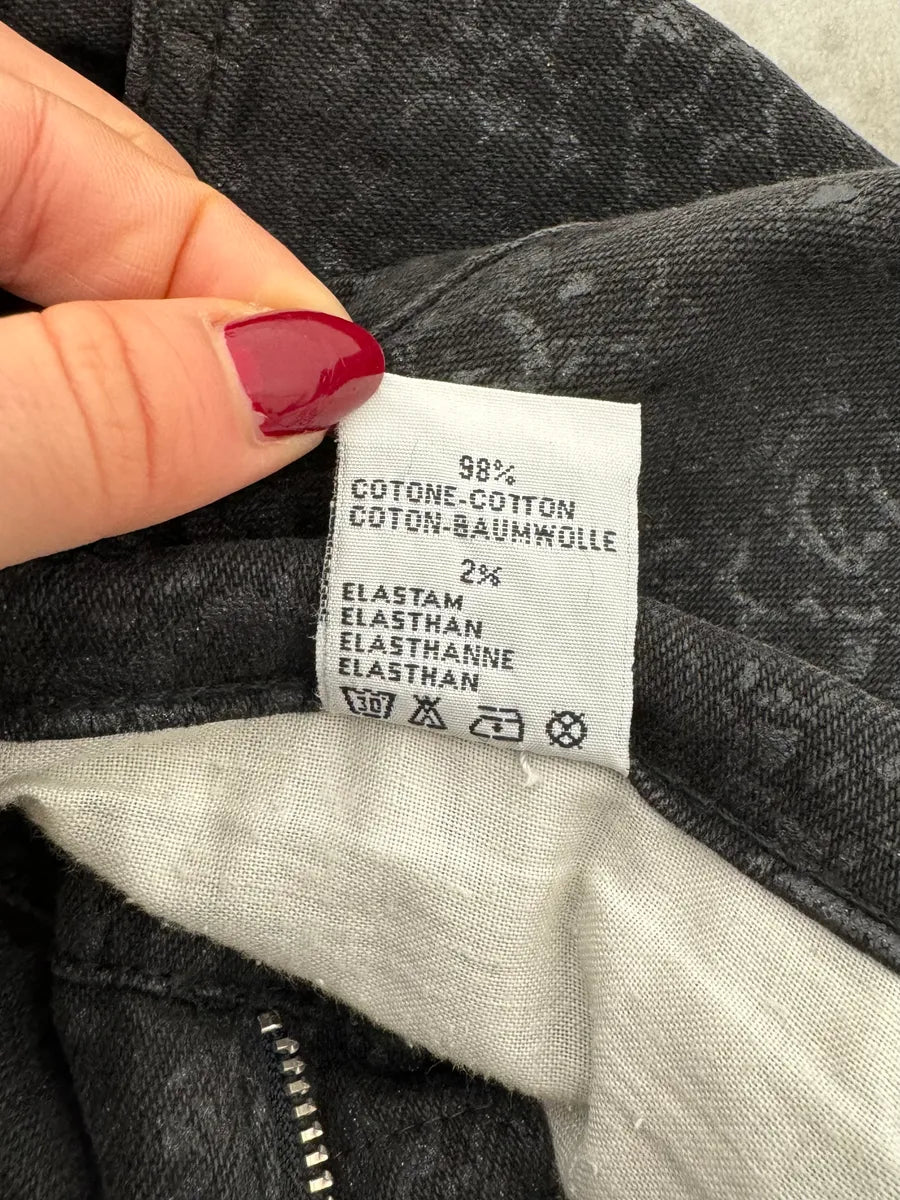 98%
COTONE-COTTON
COTON-BAUMWOLLE
2%
ELASTAM
ELASTHAN
ELASTHANNE
ELASTHAN
30